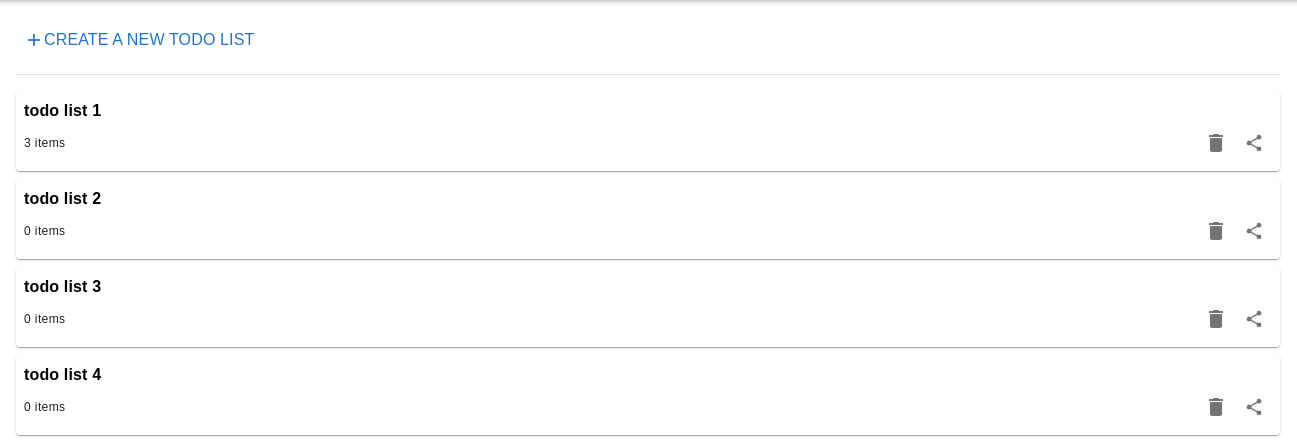 CREATE A NEW TODO LIST
todo list 1
3 items
todo list 2
0 items
todo list 3
0 items
todo list 4
0 items